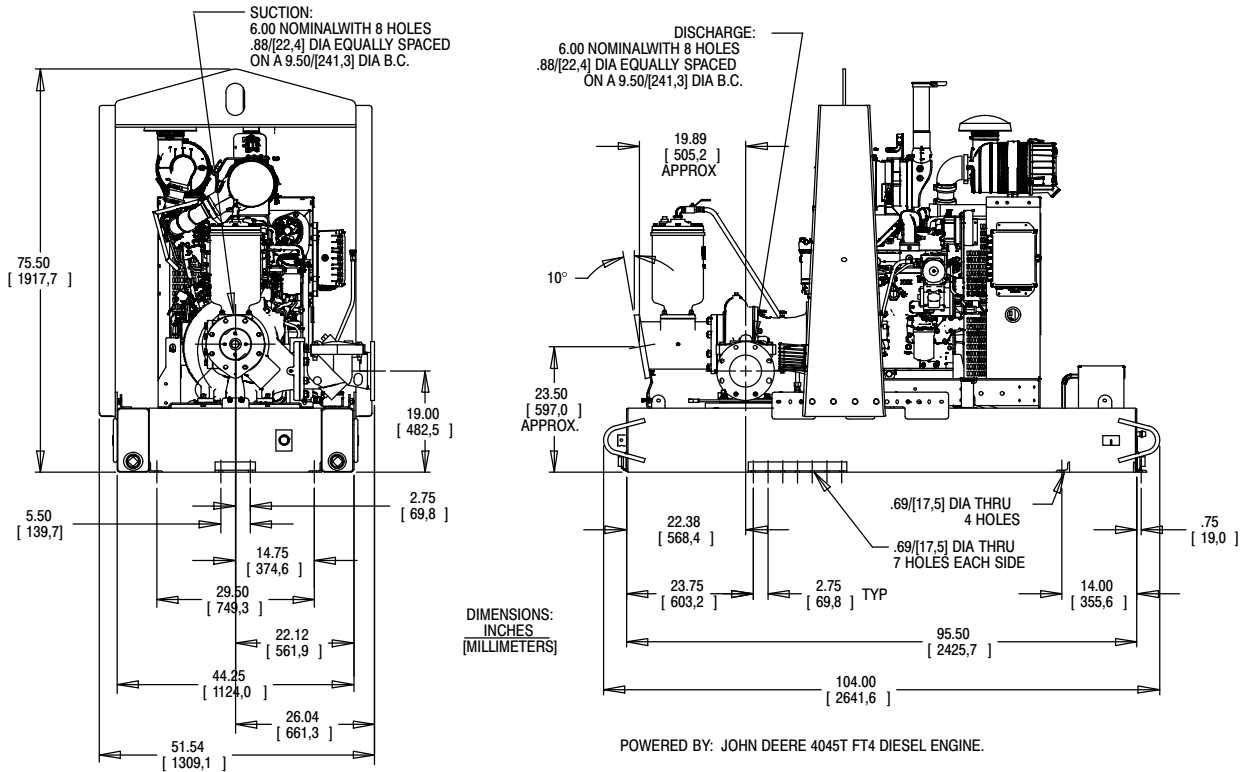 SUCTION:
6.00 NOMINALWITH 8 HOLES
.88/[22,4] DIA EQUALLY SPACED
ON A 9.50/[241,3] DIA B.C.
DISCHARGE:
6.00 NOMINALWITH 8 HOLES
.88/[22,4] DIA EQUALLY SPACED
ON A 9.50/[241,3] DIA B.C.
19.89
[ 505,2 ]
APPROX
75.50
[ 1917,7 ]
10°
23.50
[ 597,0 ]
APPROX.
19.00
[ 482,5 ]
5.50
[ 139,7]
2.75
[ 69,8 ]
14.75
[ 374,6 ]
29.50
[ 749,3 ]
22.12
[ 561,9 ]
44.25
[ 1124,0 ]
26.04
[ 661,3 ]
51.54
[ 1309,1 ]
DIMENSIONS:
INCHES
[MILLIMETERS]
22.38
[ 568,4 ]
23.75
[ 603,2 ]
2.75
[ 69,8 ] TYP
.69/[17,5] DIA THRU
4 HOLES
.69/[17,5] DIA THRU
7 HOLES EACH SIDE
.75
[ 19,0 ]
14.00
[ 355,6 ]
95.50
[ 2425,7 ]
104.00
[ 2641,6 ]
POWERED BY: JOHN DEERE 4045T FT4 DIESEL ENGINE.